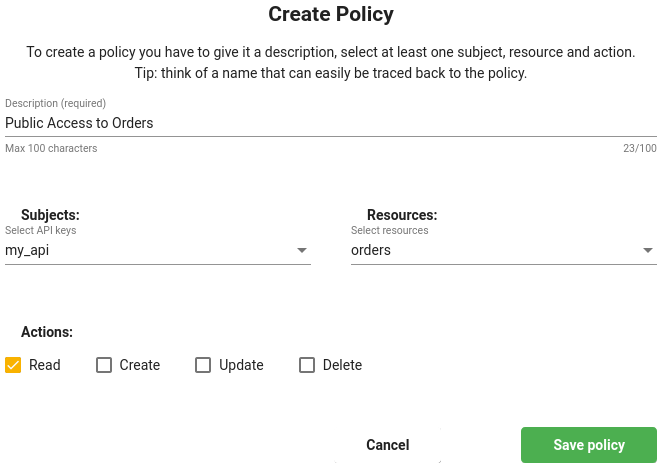 Create Policy
To create a policy you have to give it a description, select at least one subject, resource and action.
Tip: think of a name that can easily be traced back to the policy.
Description (required)
Public Access to Orders
Max 100 characters 23/100
Subjects: Resources:
Select API keys Select resources
my_api orders
Actions:
Read Create Update Delete
Cancel Save policy